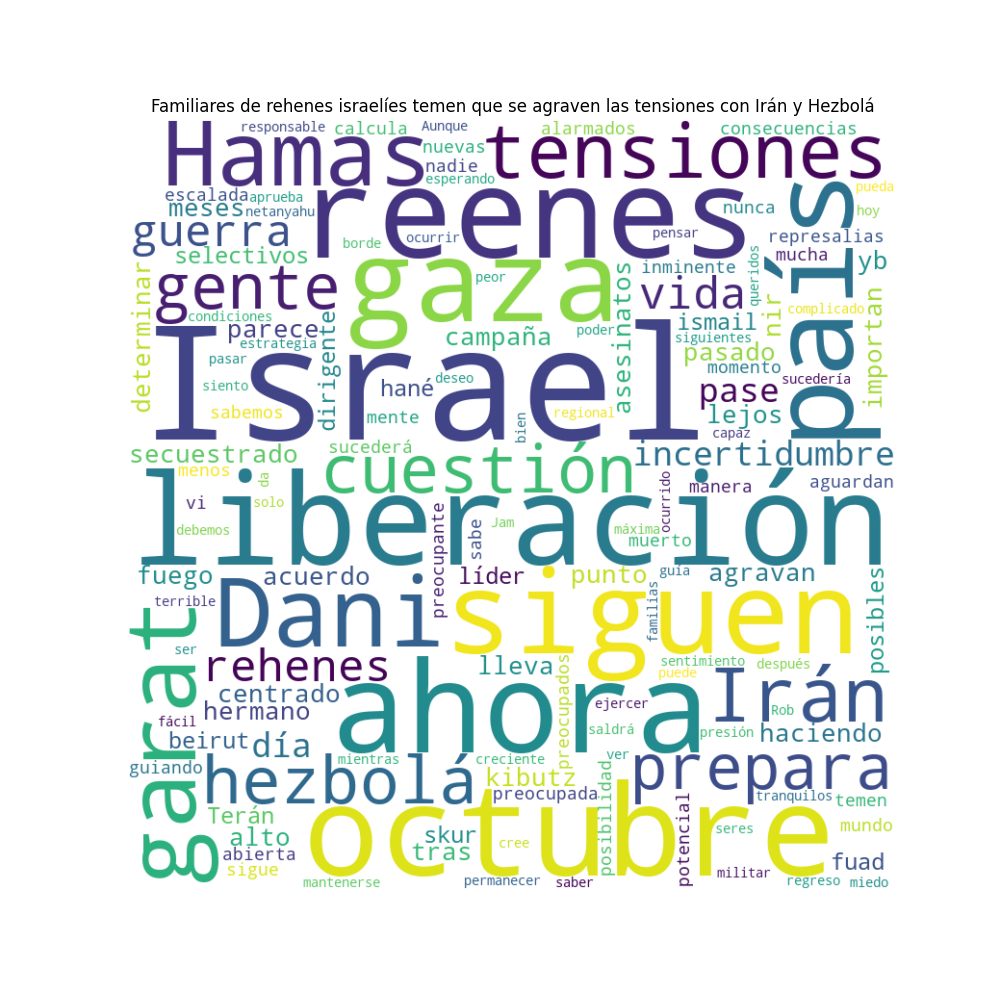 Familiares de rehenes israelíes temen que se agraven las tensiones con Irán y Hezbolá
Hamas
responsable
calcula
Aunque
nuevas
nadie
esperando
tensiones
alarmados
consecuencias
escalada
aprueba
meses
netanyahu
guerra
reenes
borde
ocurrir
pensar
nunca
país
pueda
hoy
represalias
mucha
yb
selectivos
gente
gaza
peor
inminente
queridos
vida
nir
complicado
importan
determinar
condiciones
parece
estrategia
dirigente
campaña
poder
asesinatos
ismail
siguientes
pasado
momento
sucedería
pasar
siento
sabemos
Israel
hané
deseo
mente
regional
bien
pase
lejos
capaz
secuestrado
sucederá
cuestión
incertidumbre
menos
da
solo
vi
debemos
liberación
manera
ocurrido
aguardan
preocupante
sabe
Jam
máxima
muerto
fuego
acuerdo
líder
punto
guía
agravan
posibles
terrible
Dani
siguen
familias
garat
ser
rehenes
lleva
preocupados
sentimiento
después
puede
Irán
centrado
hermano
fácil
ahora
ejercer
Rob
saldrá
presión
haciendo
beirut
día
mientras
creciente
ver
guiando
hezbolá
kibutz
preocupada
posibilidad
prepara
potencial
tranquilos
temen
Terán
alto
abierta
sigue
octubre
skur
tras
cree
seres
mundo
fuad
mantenerse
permanecer
saber
militar
regreso
miedo